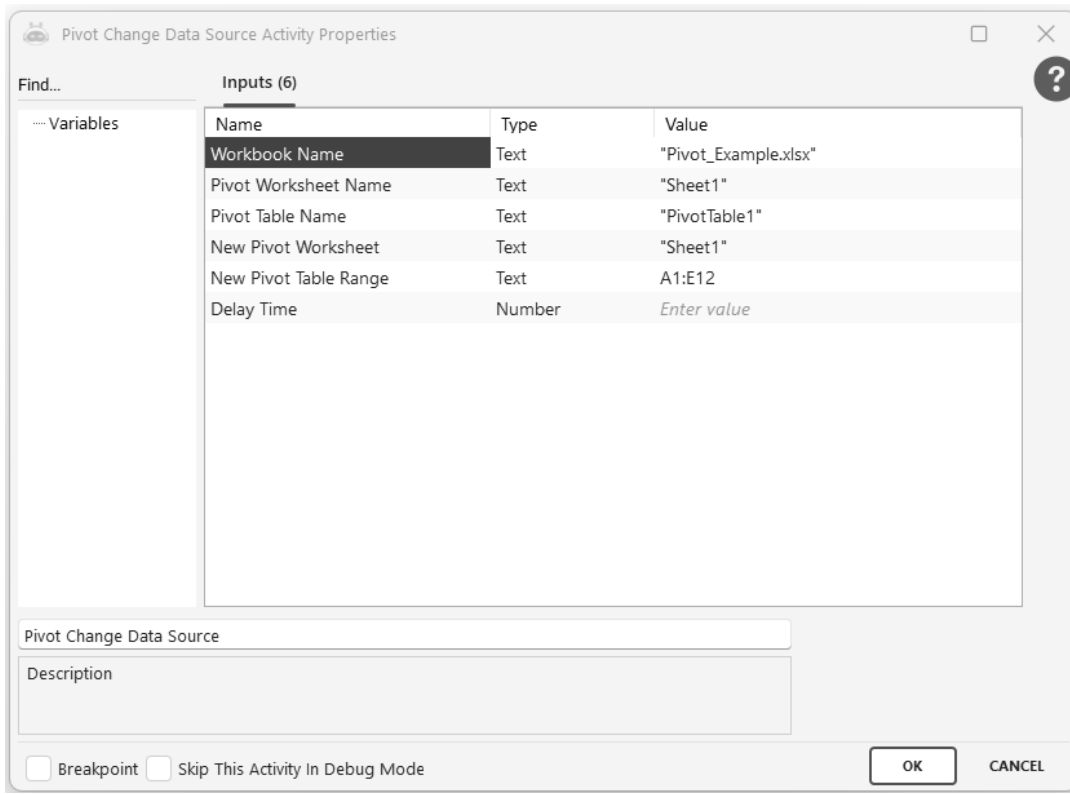 Pivot Change Data Source Activity Properties
?
Find...
Inputs (6)
Variables
Name Type Value
Workbook Name Text "Pivot_Example.xlsx"
Pivot Worksheet Name Text "Sheet1"
Pivot Table Name Text "PivotTable1"
New Pivot Worksheet Text "Sheet1"
New Pivot Table Range Text A1:E12
Delay Time Number Enter value
Pivot Change Data Source
Description
Breakpoint Skip This Activity In Debug Mode OK CANCEL